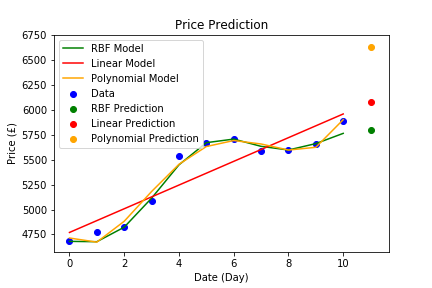 Price Prediction
6750
6500
6250
6000
5750
5500
5250
5000
4750
Price (£)
RBF Model
Linear Model
Polynomial Model
Data
RBF Prediction
Linear Prediction
Polynomial Prediction
0 2 4 6 8 10
Date (Day)